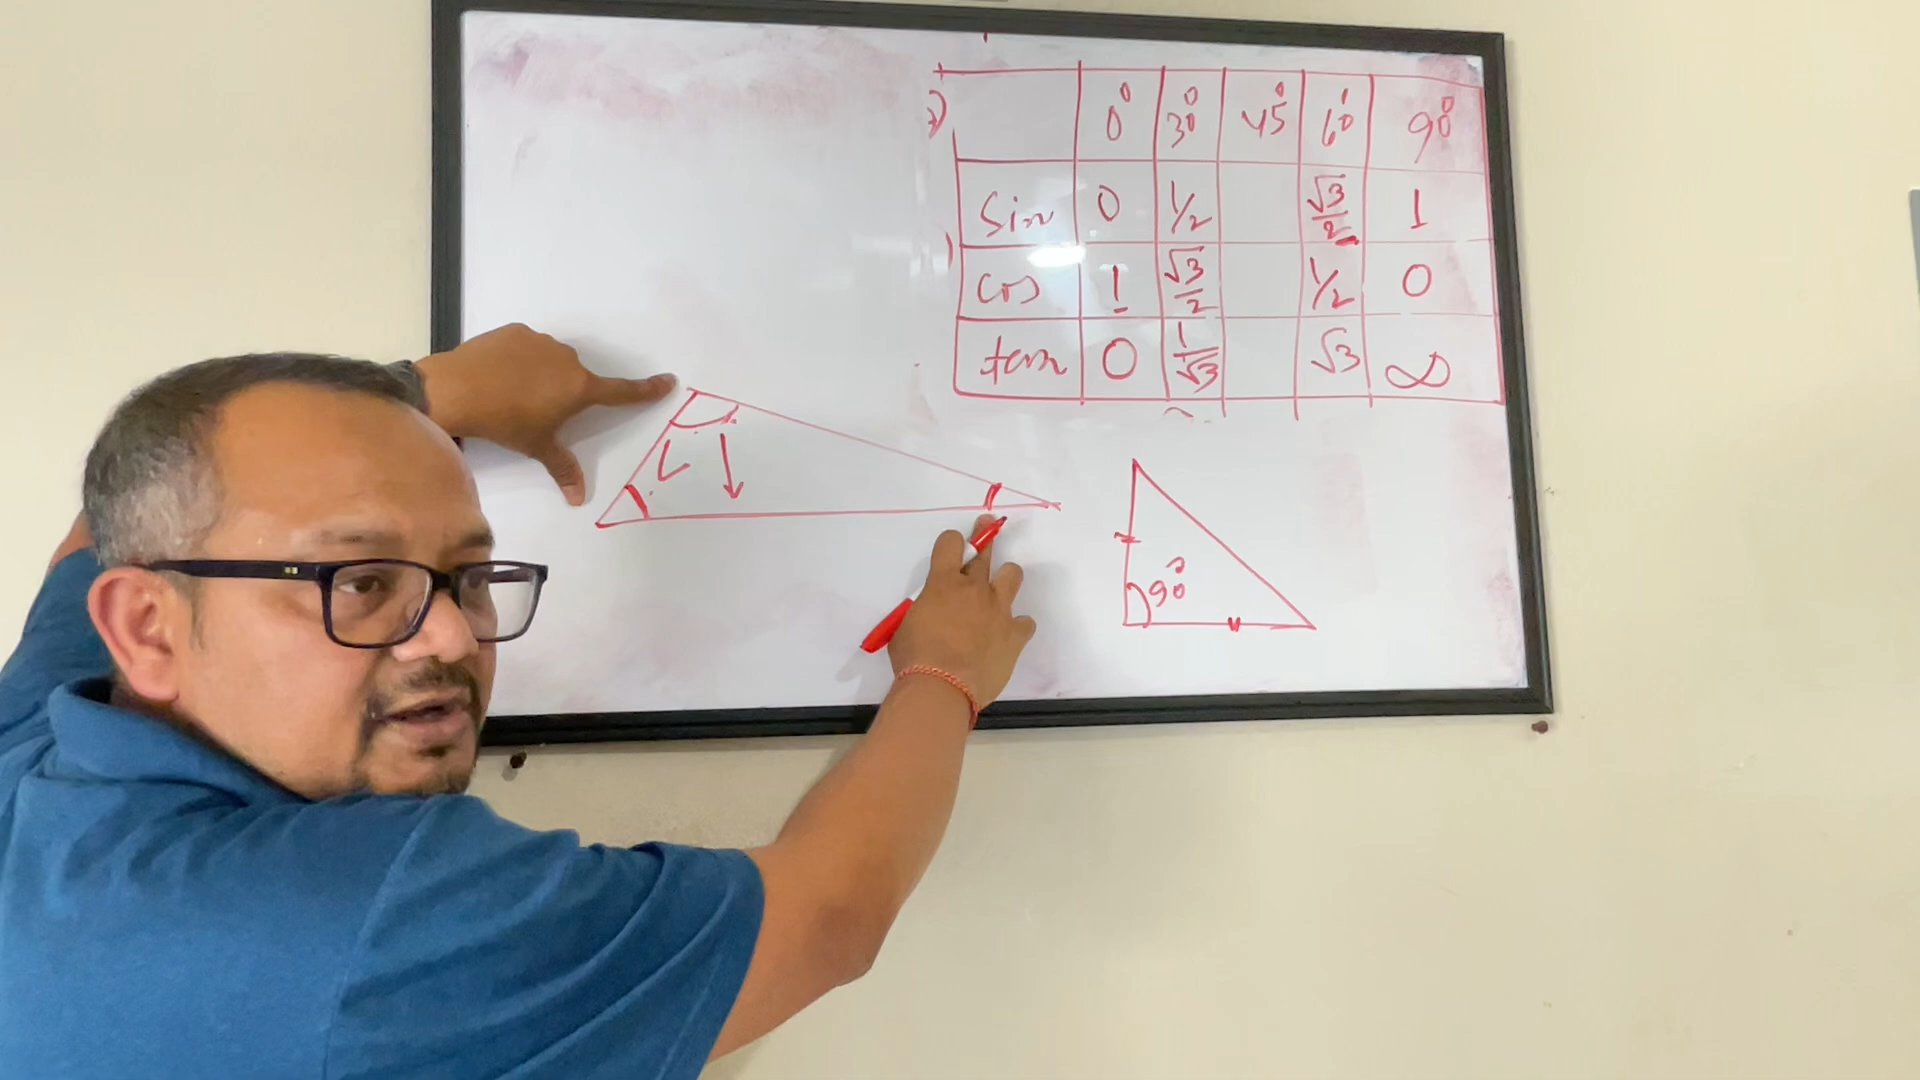 0° 30° 45° 60° 90°
Sin 0 1/2 √3/2 1
Cos 1 √3/2 1/2 0
tan 0 1/√3 √3 ∞
90°